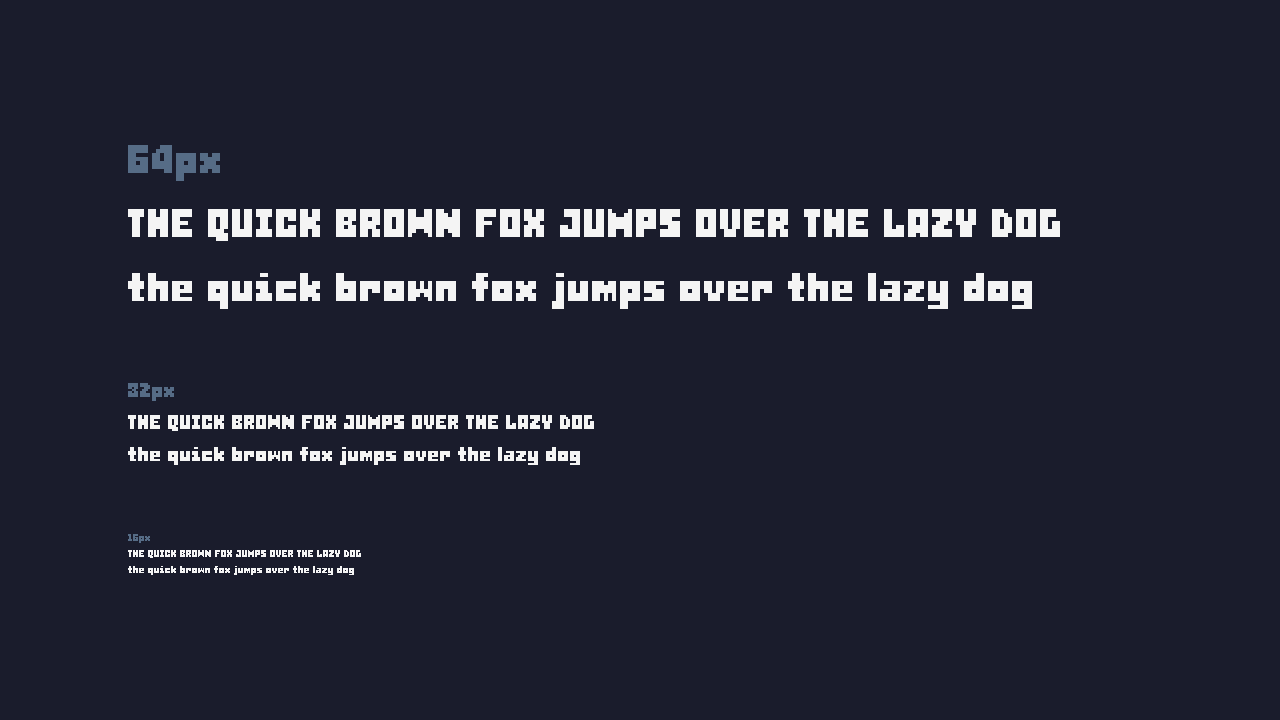 64px
THE QUICK BROWN FOX JUMPS OVER THE LAZY DOG
the quick brown fox jumps over the lazy dog
32px
THE QUICK BROWN FOX JUMPS OVER THE LAZY DOG
the quick brown fox jumps over the lazy dog
16px
THE QUICK BROWN FOX JUMPS OVER THE LAZY DOG
the quick brown fox jumps over the lazy dog